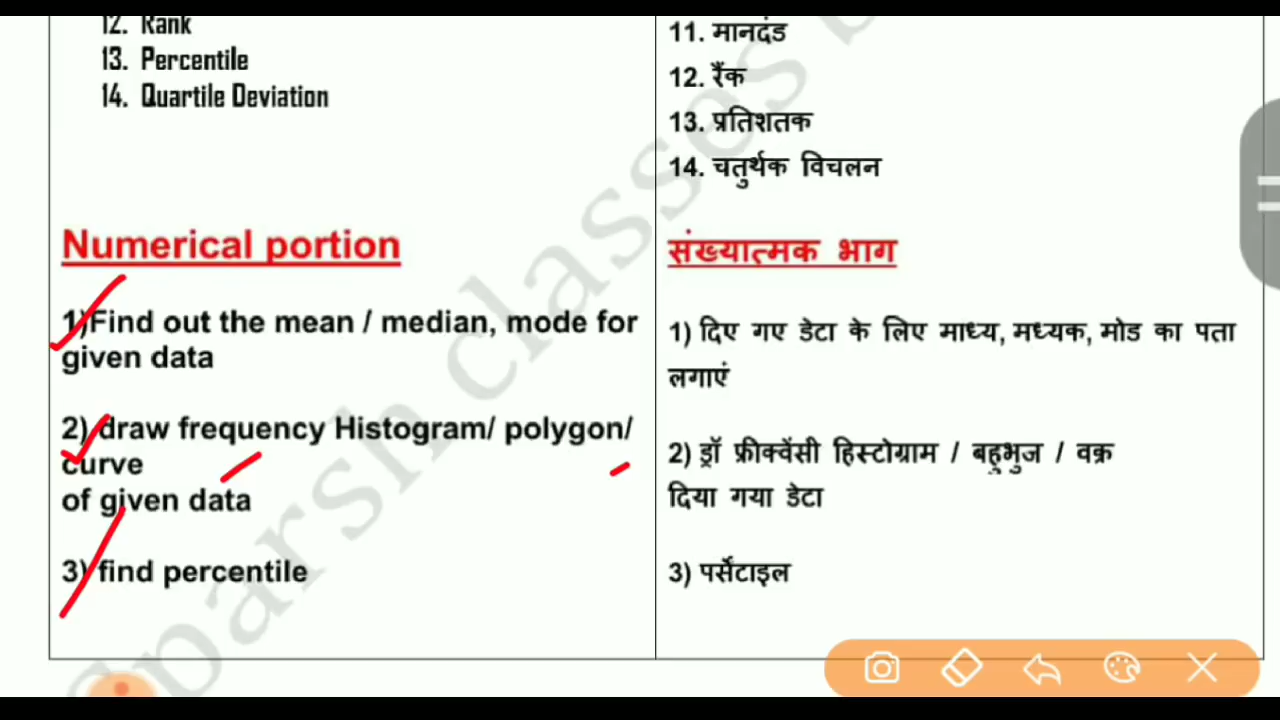 12. Rank
13. Percentile
14. Quartile Deviation
Numerical portion
1)Find out the mean / median, mode for
given data
2) draw frequency Histogram/ polygon/
curve
of given data
3) find percentile
11. मानदंड
12. रैंक
13. प्रतिशतक
14. चतुर्थक विचलन
संख्यात्मक भाग
1) दिए गए डेटा के लिए माध्य, मध्यक, मोड का पता
लगाएं
2) ड्रॉ फ्रीक्वेंसी हिस्टोग्राम / बहुभुज / वक्र
दिया गया डेटा
3) पर्सेंटाइल
sparsh classes